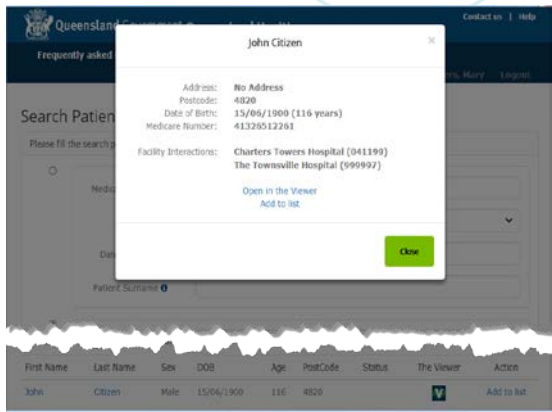 Contact us | Help
Queensland Government
John Citizen
×
Frequently asked
Mary Logout
Address: No Address
Postcode: 4820
Date of Birth: 15/06/1900 (116 years)
Medicare Number: 41326512261
Search Patien
Please fill the search p
Facility Interactions: Charters Towers Hospital (041199)
The Townsville Hospital (999997)
Medica
Open in the Viewer
Add to list
Date
Close
Patient Surname
First Name Last Name Sex DOB Age PostCode Status The Viewer Action
John Citizen Male 15/06/1900 116 4820 V Add to list